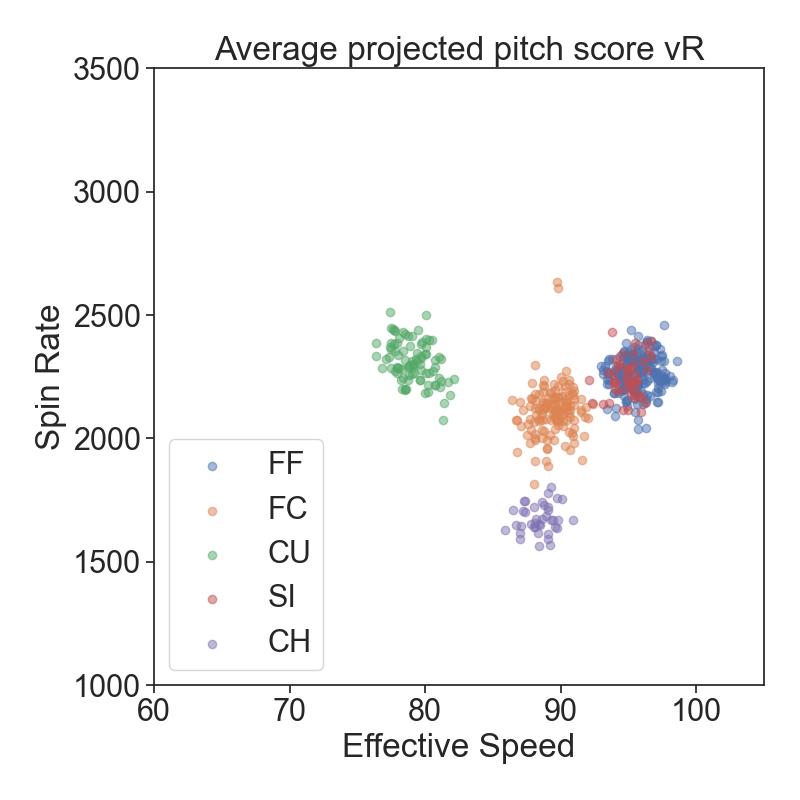 Average projected pitch score vR
3500
3000
2500
2000
1500
1000
Spin Rate
FF
FC
CU
SI
CH
60 70 80 90 100
Effective Speed